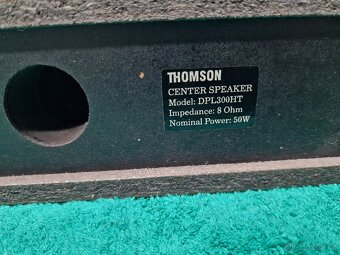 THOMSON
CENTER SPEAKER
Model: DPL300HT
Impedance: 8 Ohm
Nominal Power: 50W